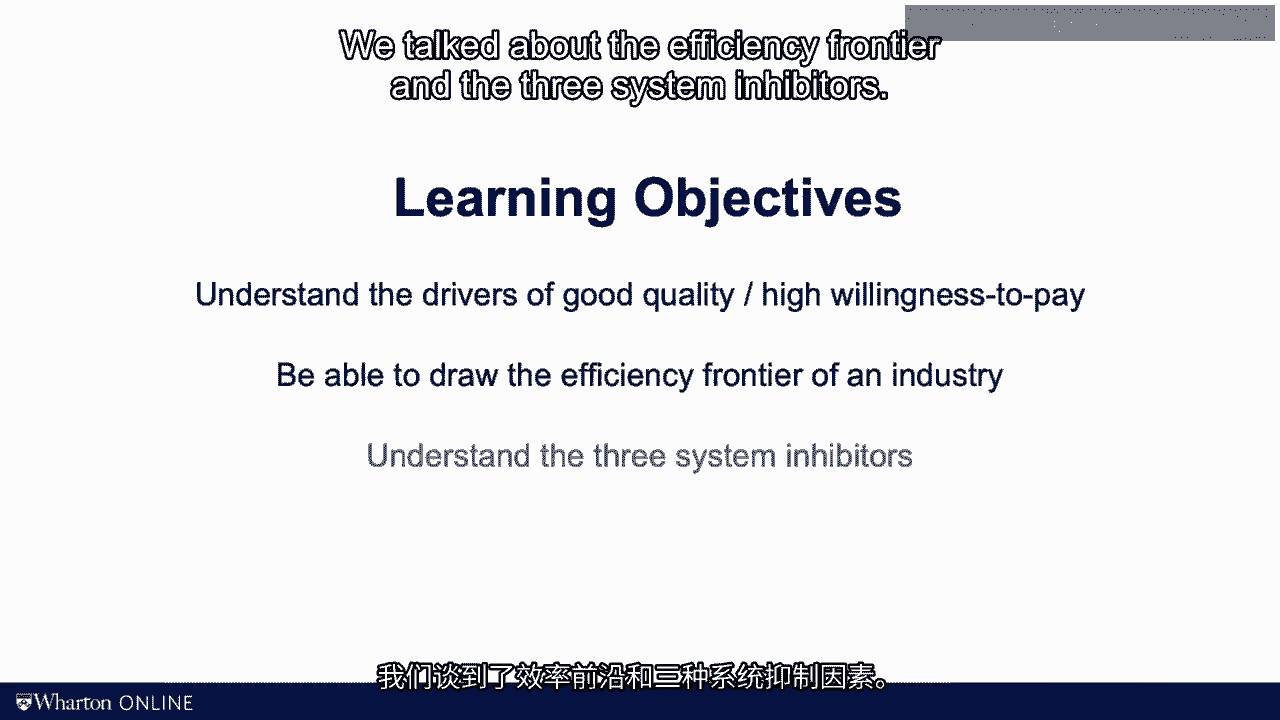 We talked about the efficiency frontier
and the three system inhibitors.
Learning Objectives
Understand the drivers of good quality / high willingness-to-pay
Be able to draw the efficiency frontier of an industry
Understand the three system inhibitors
我们谈到了效率前沿和三种系统抑制因素。
Wharton ONLINE